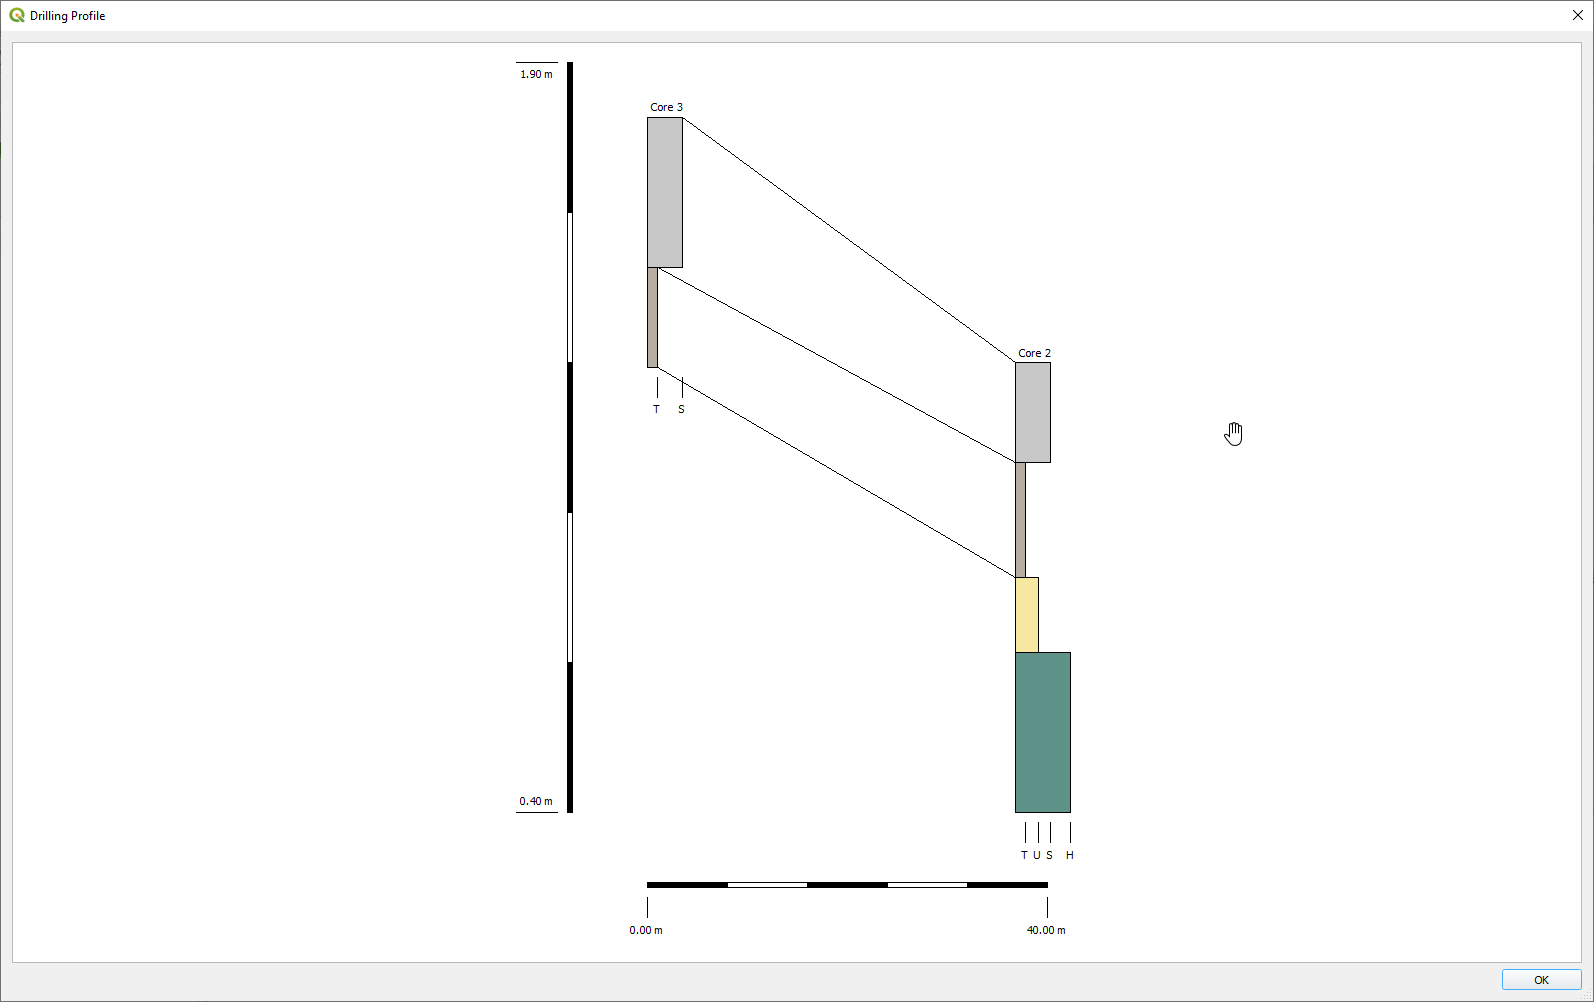 Drilling Profile
1.90 m
Core 3
Core 2
T S
0.40 m
T U S H
0.00 m
40.00 m
OK